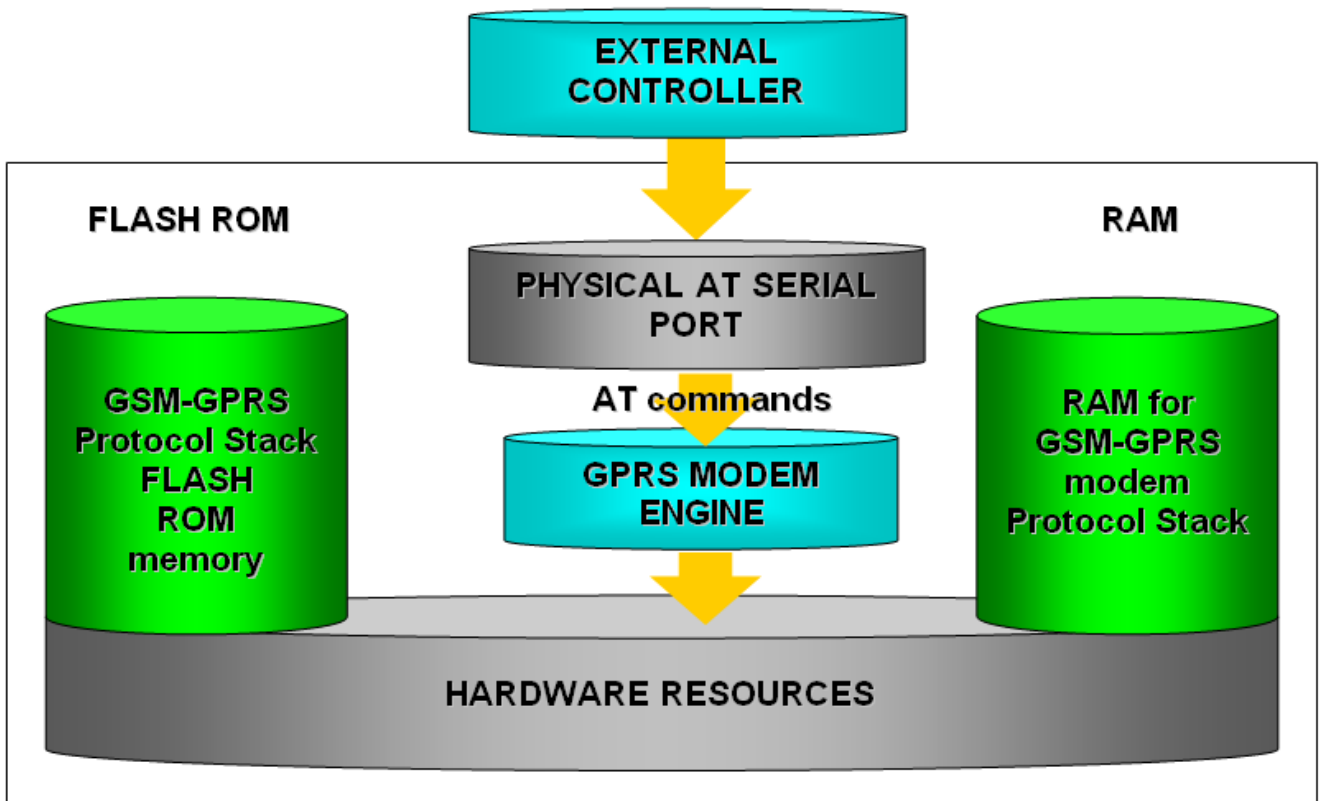 EXTERNAL
CONTROLLER
FLASH ROM
RAM
PHYSICAL AT SERIAL
PORT
AT commands
GSM-GPRS
Protocol Stack
FLASH
ROM
memory
GPRS MODEM
ENGINE
RAM for
GSM-GPRS
modem
Protocol Stack
HARDWARE RESOURCES